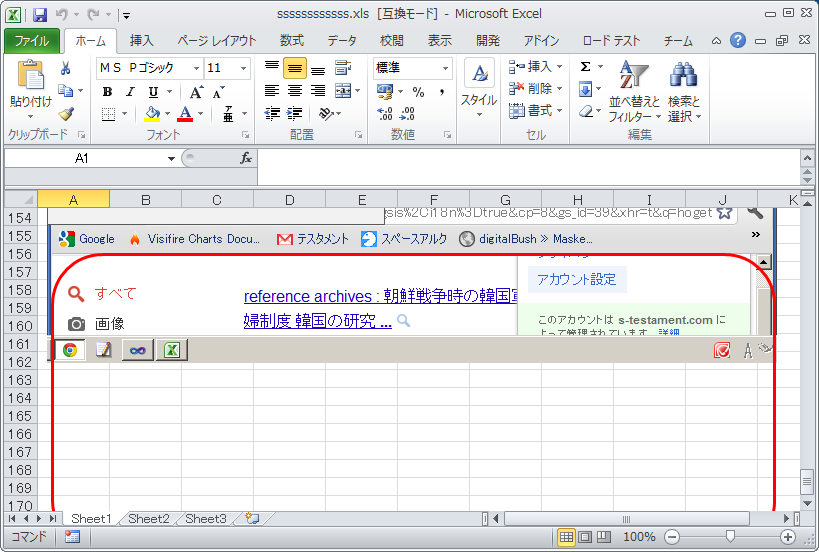 ssssssssssss.xls [互換モード] - Microsoft Excel
ファイル ホーム 挿入 ページ レイアウト 数式 データ 校閲 表示 開発 アドイン ロード テスト チーム
ＭＳ Ｐゴシック 11 標準 挿入
貼り付け B I U A A % , スタイル 削除 並べ替えと 検索と
A A 亜 .00 書式 フィルター 選択
クリップボード フォント 配置 数値 セル 編集
A1 fx
A B C D E F G H I J K
154 ysis%2Ci18n%3Dtrue&cp=8&gs_id=39&xhr=t&q=hoget
155 Google Visifire Charts Docu... テスタメント スペースアルク digitalBush » Maske... »
156
157 アカウント設定
158 すべて reference archives : 朝鮮戦争時の韓国
159 このアカウントは s-testament.com に
160 画像 婦制度 韓国の研究 ... よって管理されています. 詳細
161 A
162
163
164
165
166
167
168
169
170
Sheet1 Sheet2 Sheet3
コマンド 100%